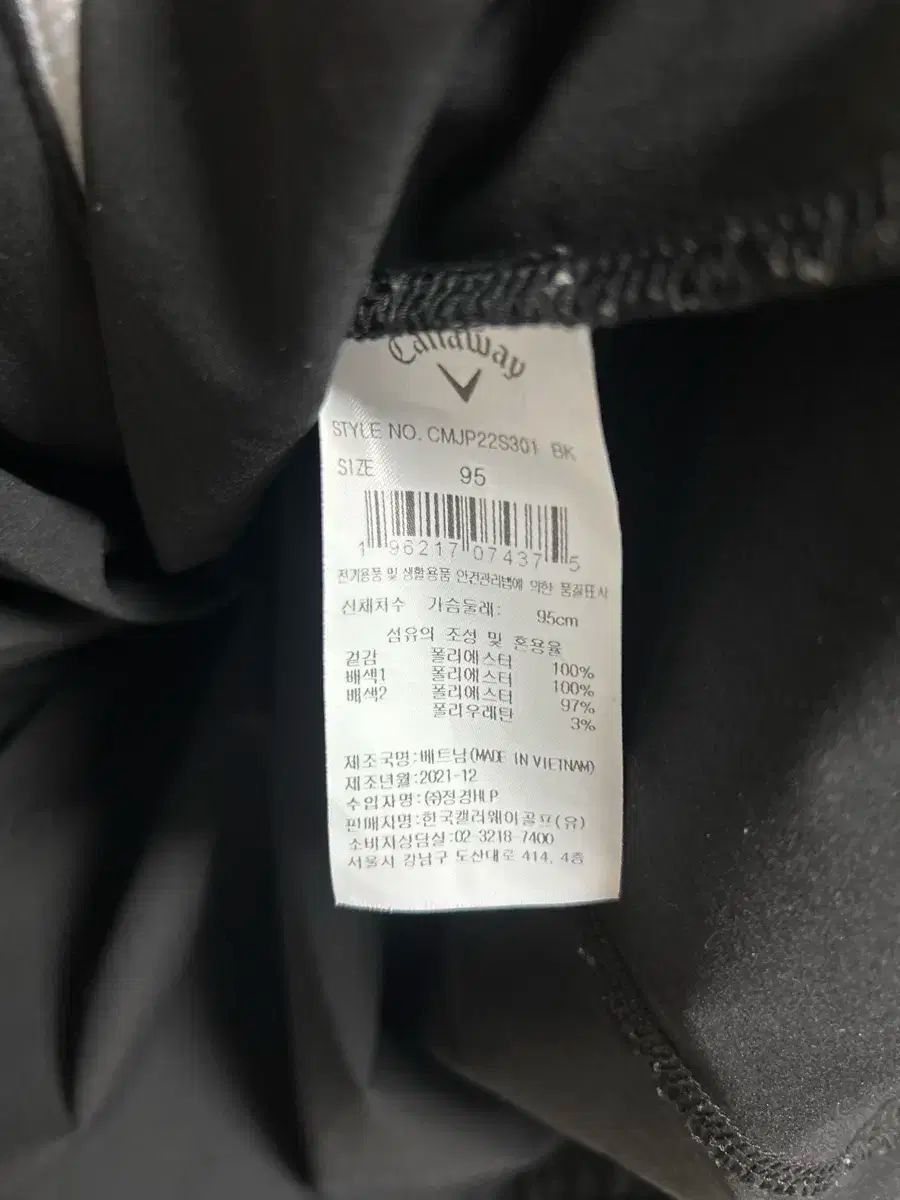 Callaway
STYLE NO. CMJP22S301 BK
SIZE 95
1 96217 07437 5
전기용품 및 생활용품 안전관리법에 의한 품질표시
신체치수 가슴둘레: 95cm
섬유의 조성 및 혼용율
겉감 폴리에스터 100%
배색1 폴리에스터 100%
배색2 폴리에스터 97%
폴리우레탄 3%
제조국명:베트남(MADE IN VIETNAM)
제조년월:2021-12
수입자명:㈜정경HLP
판매자명:한국캘러웨이골프(유)
소비자상담실:02-3218-7400
서울시 강남구 도산대로 414, 4층